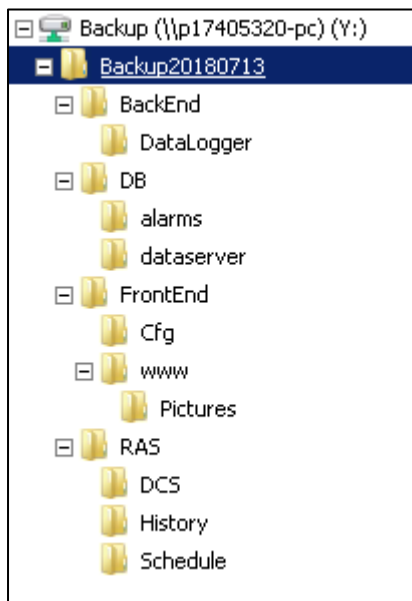 Backup (\\p17405320-pc) (Y:)
Backup20180713
BackEnd
DataLogger
DB
alarms
dataserver
FrontEnd
Cfg
www
Pictures
RAS
DCS
History
Schedule